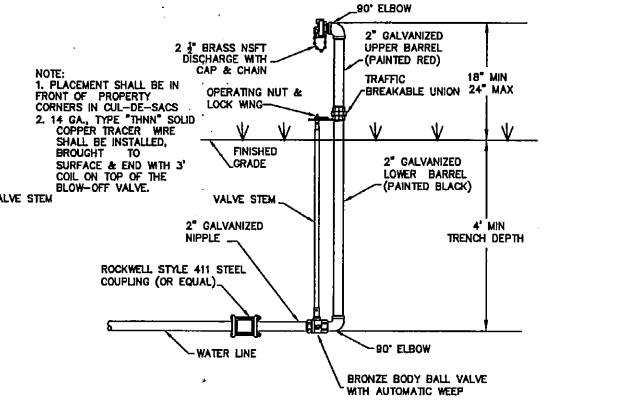 90° ELBOW
2" GALVANIZED
UPPER BARREL
(PAINTED RED)
2 ½" BRASS NSFT
DISCHARGE WITH
CAP & CHAIN
NOTE:
1. PLACEMENT SHALL BE IN
FRONT OF PROPERTY
CORNERS IN CUL-DE-SACS
2. 14 GA., TYPE "THNN" SOLID
COPPER TRACER WIRE
SHALL BE INSTALLED,
BROUGHT TO
SURFACE & END WITH 3'
COIL ON TOP OF THE
BLOW-OFF VALVE.
TRAFFIC
BREAKABLE UNION
18" MIN
24" MAX
OPERATING NUT &
LOCK WING
FINISHED
GRADE
2" GALVANIZED
LOWER BARREL
(PAINTED BLACK)
ALVE STEM
VALVE STEM
2" GALVANIZED
NIPPLE
4' MIN
TRENCH DEPTH
ROCKWELL STYLE 411 STEEL
COUPLING (OR EQUAL)
WATER LINE
90° ELBOW
BRONZE BODY BALL VALVE
WITH AUTOMATIC WEEP